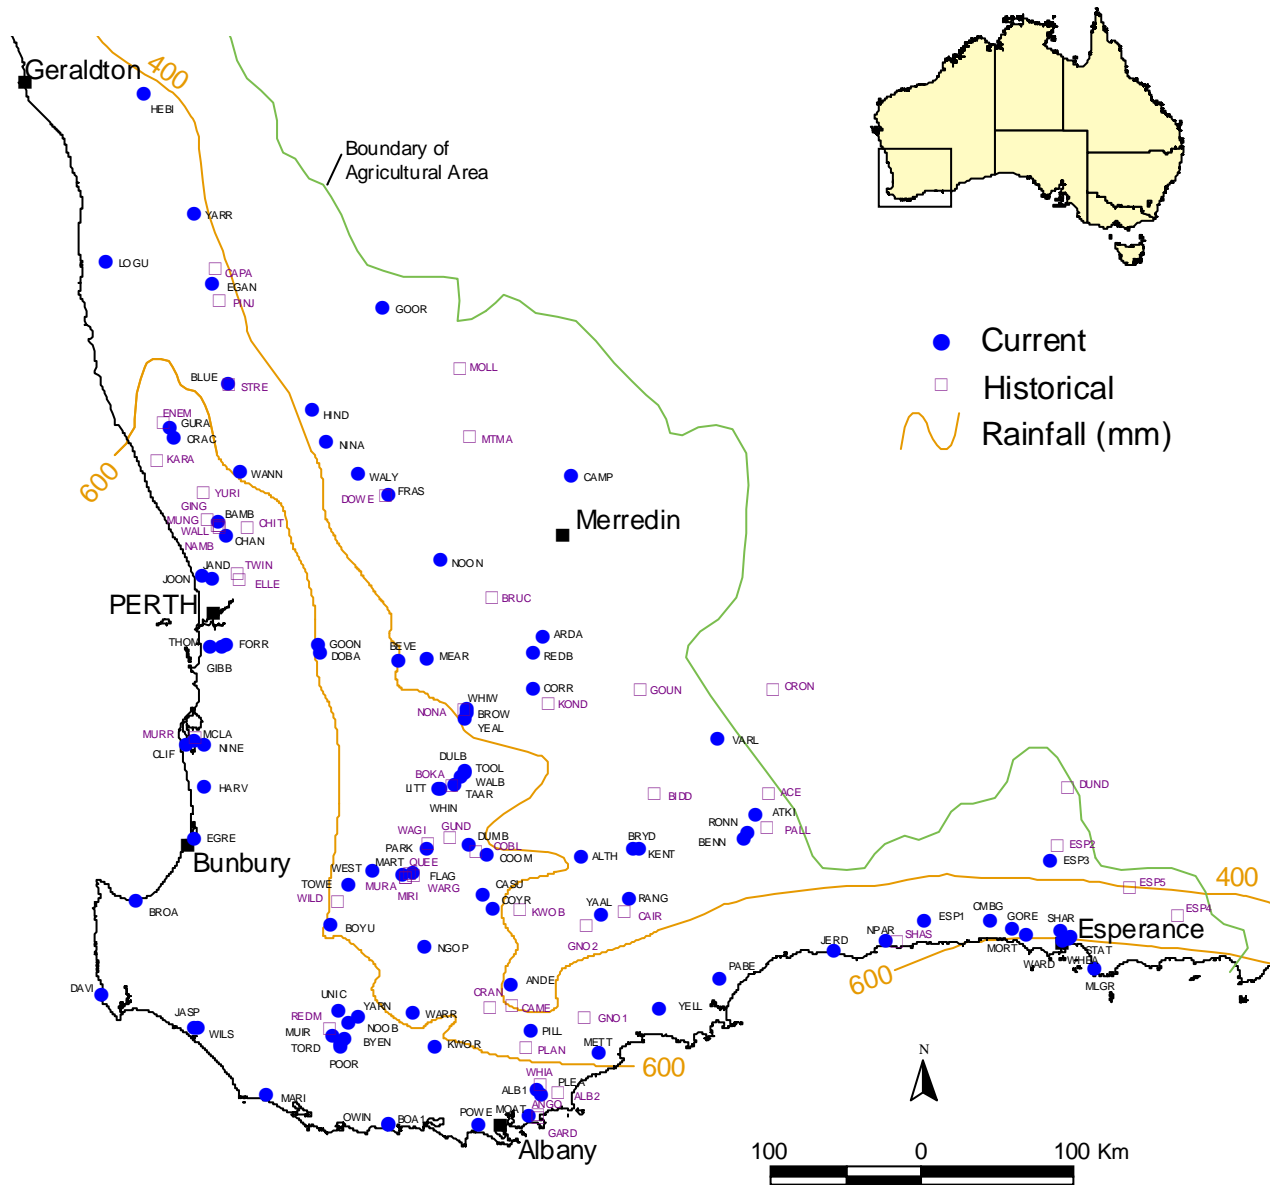 400
Geraldton
HEBI
Boundary of
Agricultural Area
YARR
LOGU
CAPA
EGAN
PINJ
GOOR
Current
Historical
Rainfall (mm)
MOLL
BLUE
STRE
ENEM
GURA
ORAC
HIND
NINA
MTMA
KARA
600
WANN
WALY
CAMP
YURI
DOWE
FRAS
GING
BAMB
MUNG
WALL
CHIT
NAMB
CHAN
Merredin
JAND
TWIN
JOON
ELLE
NOON
BRUC
PERTH
THOM
FORR
GIBB
GOON
DOBA
BEVE
MEAR
ARDA
REDB
CORR
KOND
GOUN
CRON
NONA
WHIW
BROW
YEAL
MURR
MCLA
CLIF
NINE
VARL
DULB
TOOL
BOKA
WALB
LITT
TAAR
WHIN
HARV
BIDD
ACE
ATKI
DUND
RONN
PALL
BENN
EGRE
Bunbury
WAGI
GUND
DUMB
PARK
COBL
COOM
ALTH
BRYD
KENT
ESP2
ESP3
WEST
MART
QUEE
FLAG
TOWE
MURA
WARG
MIRI
WILD
CASU
COYR
KWOB
RANG
YAAL
CAIR
400
ESP5
ESP4
BROA
BOYU
NGOP
GNO2
JERD
NPAR
SHAS
ESP1
OMBG
GORE
SHAR
Esperance
MORT
STAT
WARD
WHEA
MLGR
600
PABE
ANDE
DAVI
UNIC
YARN
WARR
CRAN
CAME
YELL
JASP
WILS
REDM
NOOB
MUIR
BYEN
TORD
POOR
KWOR
PILL
GNO1
PLAN
METT
600
N
MARI
WHIA
ALB1
PLEA
ALB2
ANGO
OWIN
BOA1
POWE
MOAT
GARD
Albany
100
0
100 Km